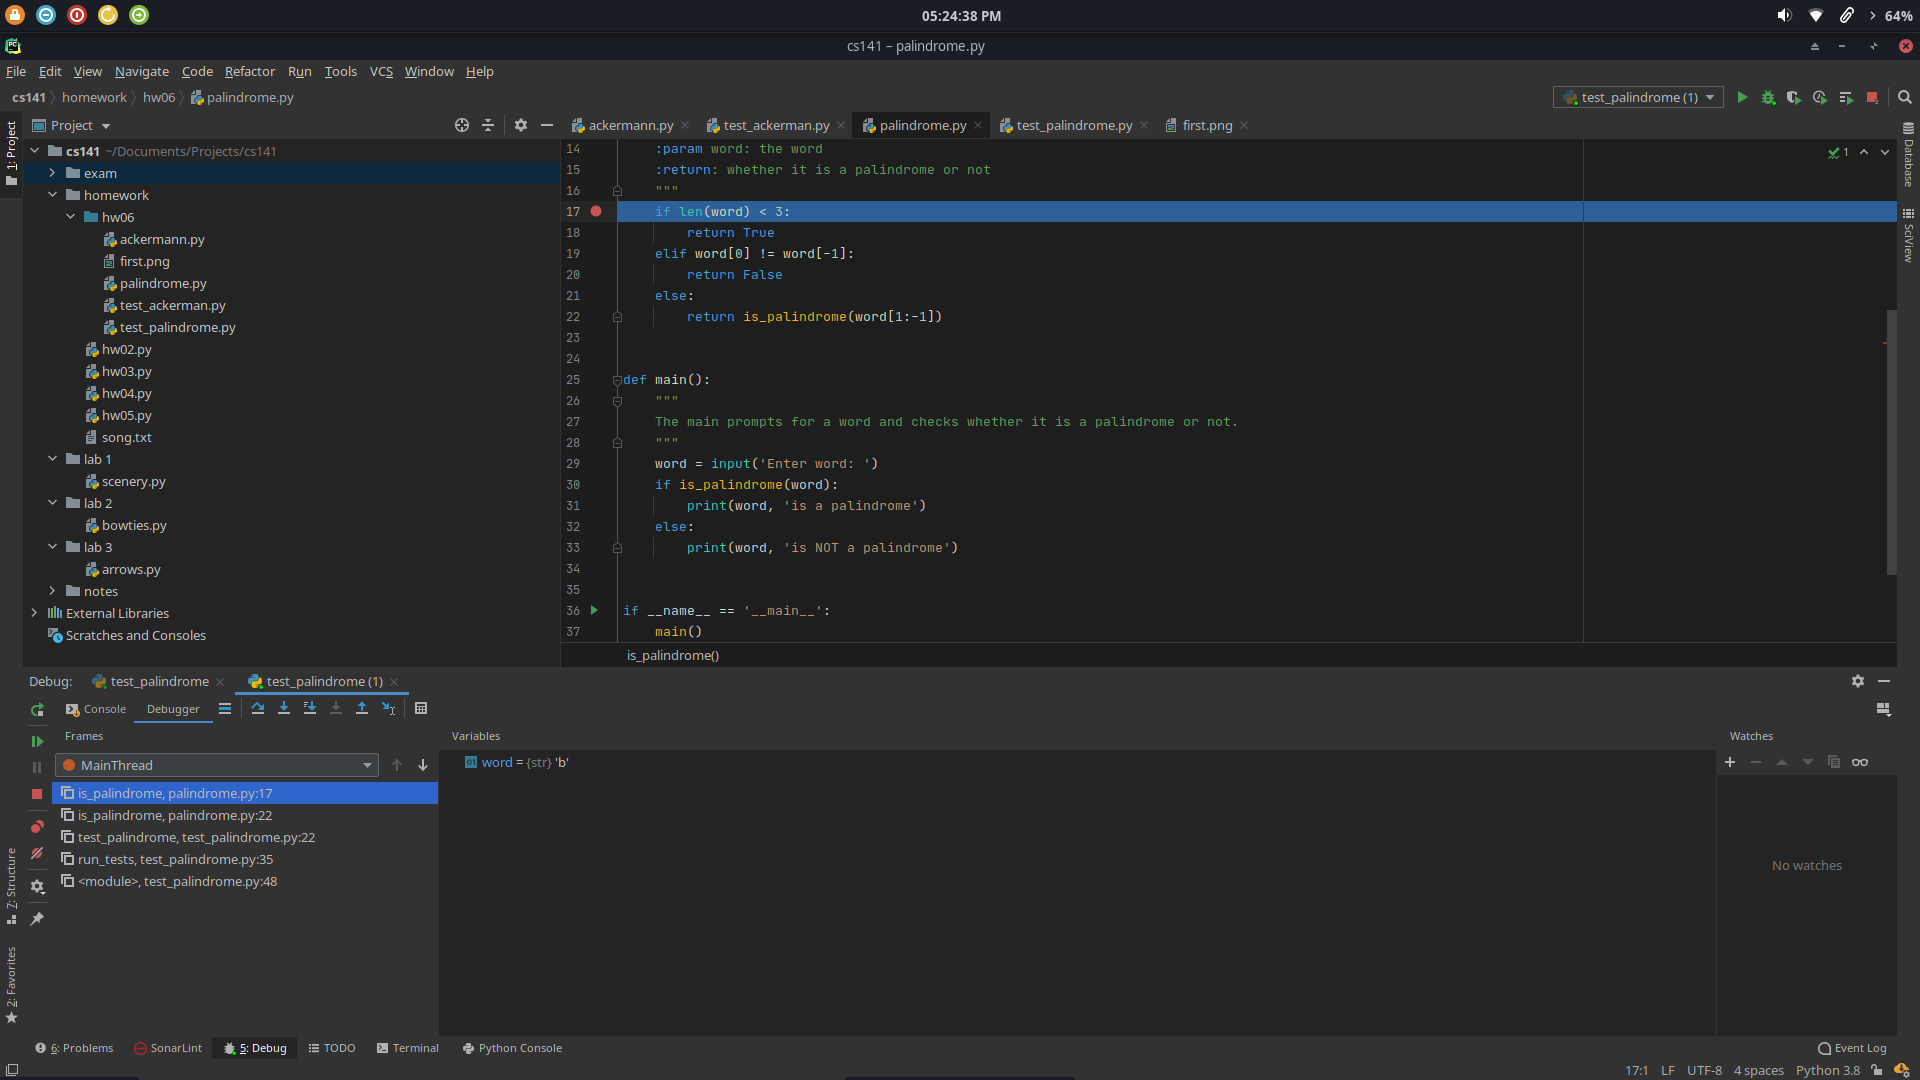 05:24:38 PM
64%
cs141 – palindrome.py
File Edit View Navigate Code Refactor Run Tools VCS Window Help
cs141 homework hw06 palindrome.py
test_palindrome (1)
1: Project
Project
ackermann.py
test_ackerman.py
palindrome.py
test_palindrome.py
first.png
cs141 ~/Documents/Projects/cs141
exam
homework
hw06
ackermann.py
first.png
palindrome.py
test_ackerman.py
test_palindrome.py
hw02.py
hw03.py
hw04.py
hw05.py
song.txt
lab 1
scenery.py
lab 2
bowties.py
lab 3
arrows.py
notes
External Libraries
Scratches and Consoles
14 :param word: the word
15 :return: whether it is a palindrome or not
16 """
17 if len(word) < 3:
18 return True
19 elif word[0] != word[-1]:
20 return False
21 else:
22 return is_palindrome(word[1:-1])
23
24
25 def main():
26 """
27 The main prompts for a word and checks whether it is a palindrome or not.
28 """
29 word = input('Enter word: ')
30 if is_palindrome(word):
31 print(word, 'is a palindrome')
32 else:
33 print(word, 'is NOT a palindrome')
34
35
36 if __name__ == '__main__':
37 main()
is_palindrome()
1
Database
SciView
Debug: test_palindrome test_palindrome (1)
Console Debugger
Frames
Variables
Watches
MainThread
is_palindrome, palindrome.py:17
is_palindrome, palindrome.py:22
test_palindrome, test_palindrome.py:22
run_tests, test_palindrome.py:35
<module>, test_palindrome.py:48
01 word = {str} 'b'
No watches
7: Structure
2: Favorites
6: Problems SonarLint 5: Debug TODO Terminal Python Console
Event Log
17:1 LF UTF-8 4 spaces Python 3.8